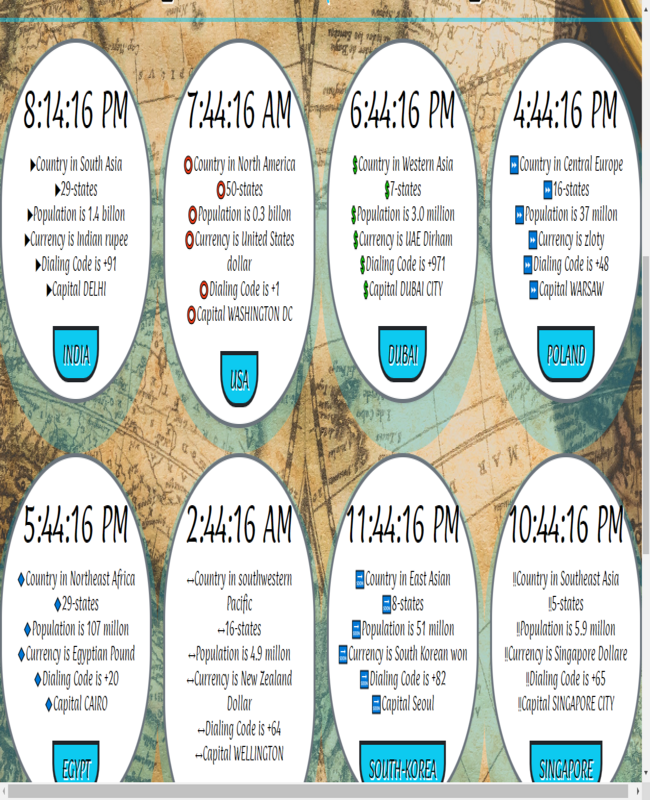 8:14:16 PM
▶Country in South Asia
▶29-states
▶Population is 1.4 billon
▶Currency is Indian rupee
▶Dialing Code is +91
▶Capital DELHI
INDIA
7:44:16 AM
⭕Country in North America
⭕50-states
⭕Population is 0.3 billon
⭕Currency is United States
dollar
⭕Dialing Code is +1
⭕Capital WASHINGTON DC
USA
6:44:16 PM
💲Country in Western Asia
💲7-states
💲Population is 3.0 million
💲Currency is UAE Dirham
💲Dialing Code is +971
💲Capital DUBAI CITY
DUBAI
4:44:16 PM
⏩Country in Central Europe
⏩16-states
⏩Population is 37 millon
⏩Currency is zloty
⏩Dialing Code is +48
⏩Capital WARSAW
POLAND
5:44:16 PM
🔹Country in Northeast Africa
🔹29-states
🔹Population is 107 millon
🔹Currency is Egyptian Pound
🔹Dialing Code is +20
🔹Capital CAIRO
EGYPT
2:44:16 AM
↔Country in southwestern
Pacific
↔16-states
↔Population is 4.9 millon
↔Currency is New Zealand
Dollar
↔Dialing Code is +64
↔Capital WELLINGTON
11:44:16 PM
🔜Country in East Asian
🔜8-states
🔜Population is 51 millon
🔜Currency is South Korean won
🔜Dialing Code is +82
🔜Capital Seoul
SOUTH-KOREA
10:44:16 PM
‼Country in Southeast Asia
‼5-states
‼Population is 5.9 millon
‼Currency is Singapore Dollare
‼Dialing Code is +65
‼Capital SINGAPORE CITY
SINGAPORE